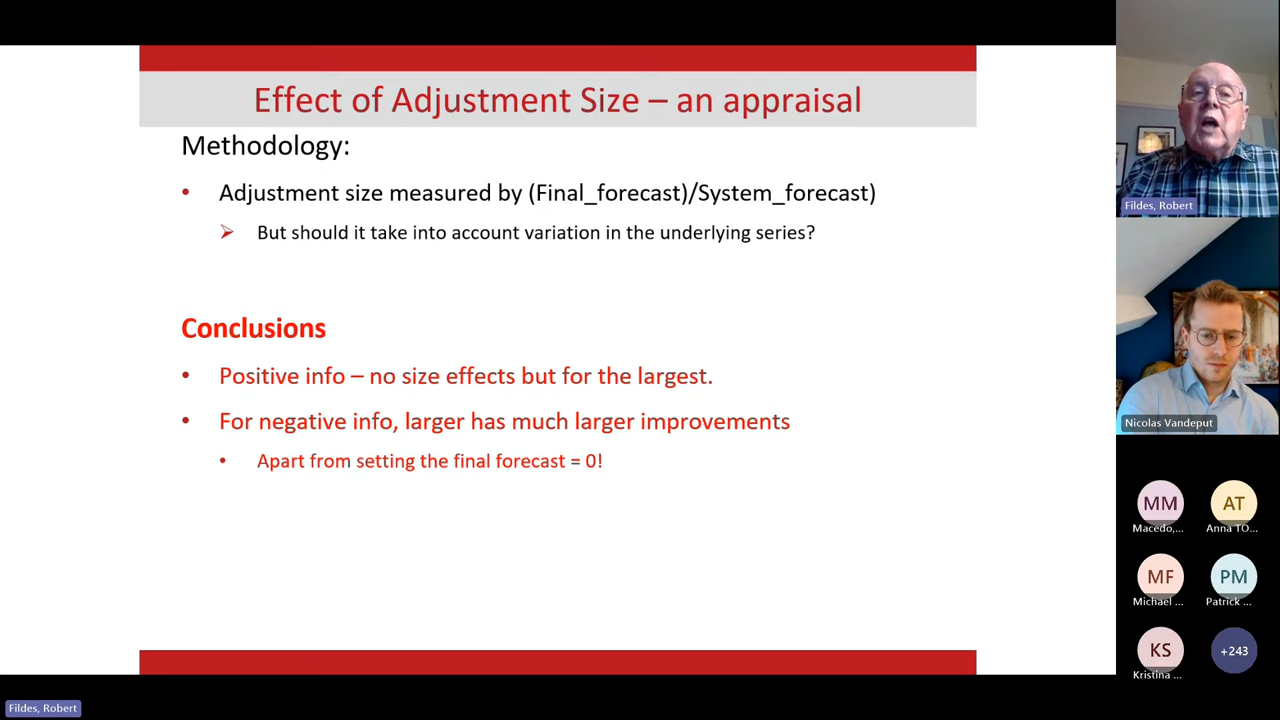 Effect of Adjustment Size – an appraisal
Methodology:
• Adjustment size measured by (Final_forecast)/System_forecast)
➢ But should it take into account variation in the underlying series?
Conclusions
• Positive info – no size effects but for the largest.
• For negative info, larger has much larger improvements
• Apart from setting the final forecast = 0!
Fildes, Robert
Nicolas Vandeput
MM
AT
Macedo,...
Anna TO...
MF
PM
Michael ...
Patrick ...
KS
+243
Kristina ...
Fildes, Robert